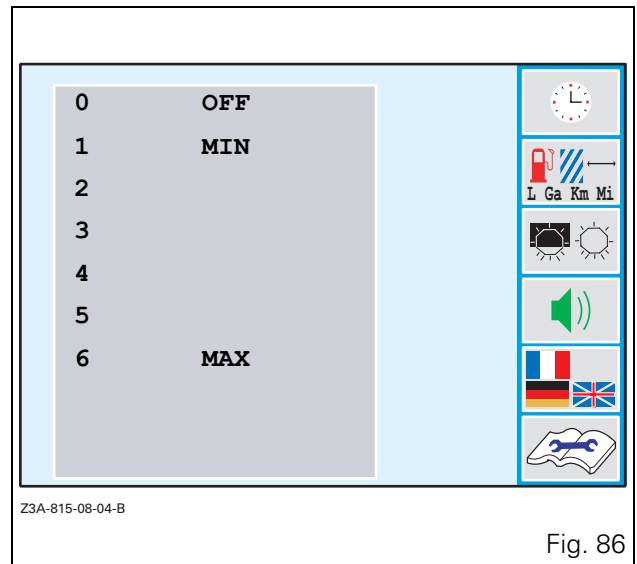 0 OFF
1 MIN
2
3
4
5
6 MAX
L Ga Km Mi
Z3A-815-08-04-B
Fig. 86